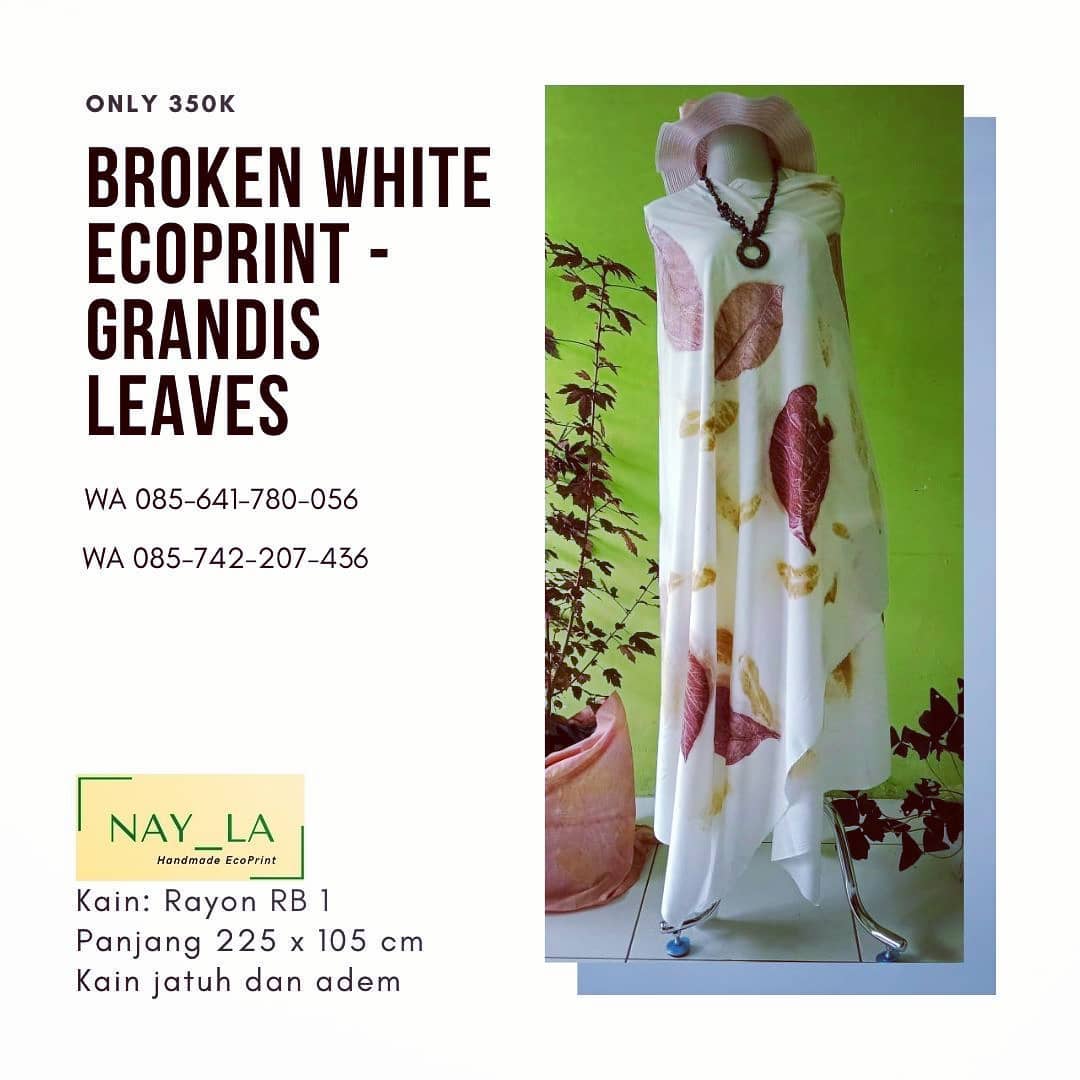 ONLY 350K
BROKEN WHITE
ECOPRINT -
GRANDIS
LEAVES
WA 085-641-780-056
WA 085-742-207-436
NAY_LA
Handmade EcoPrint
Kain: Rayon RB 1
Panjang 225 x 105 cm
Kain jatuh dan adem